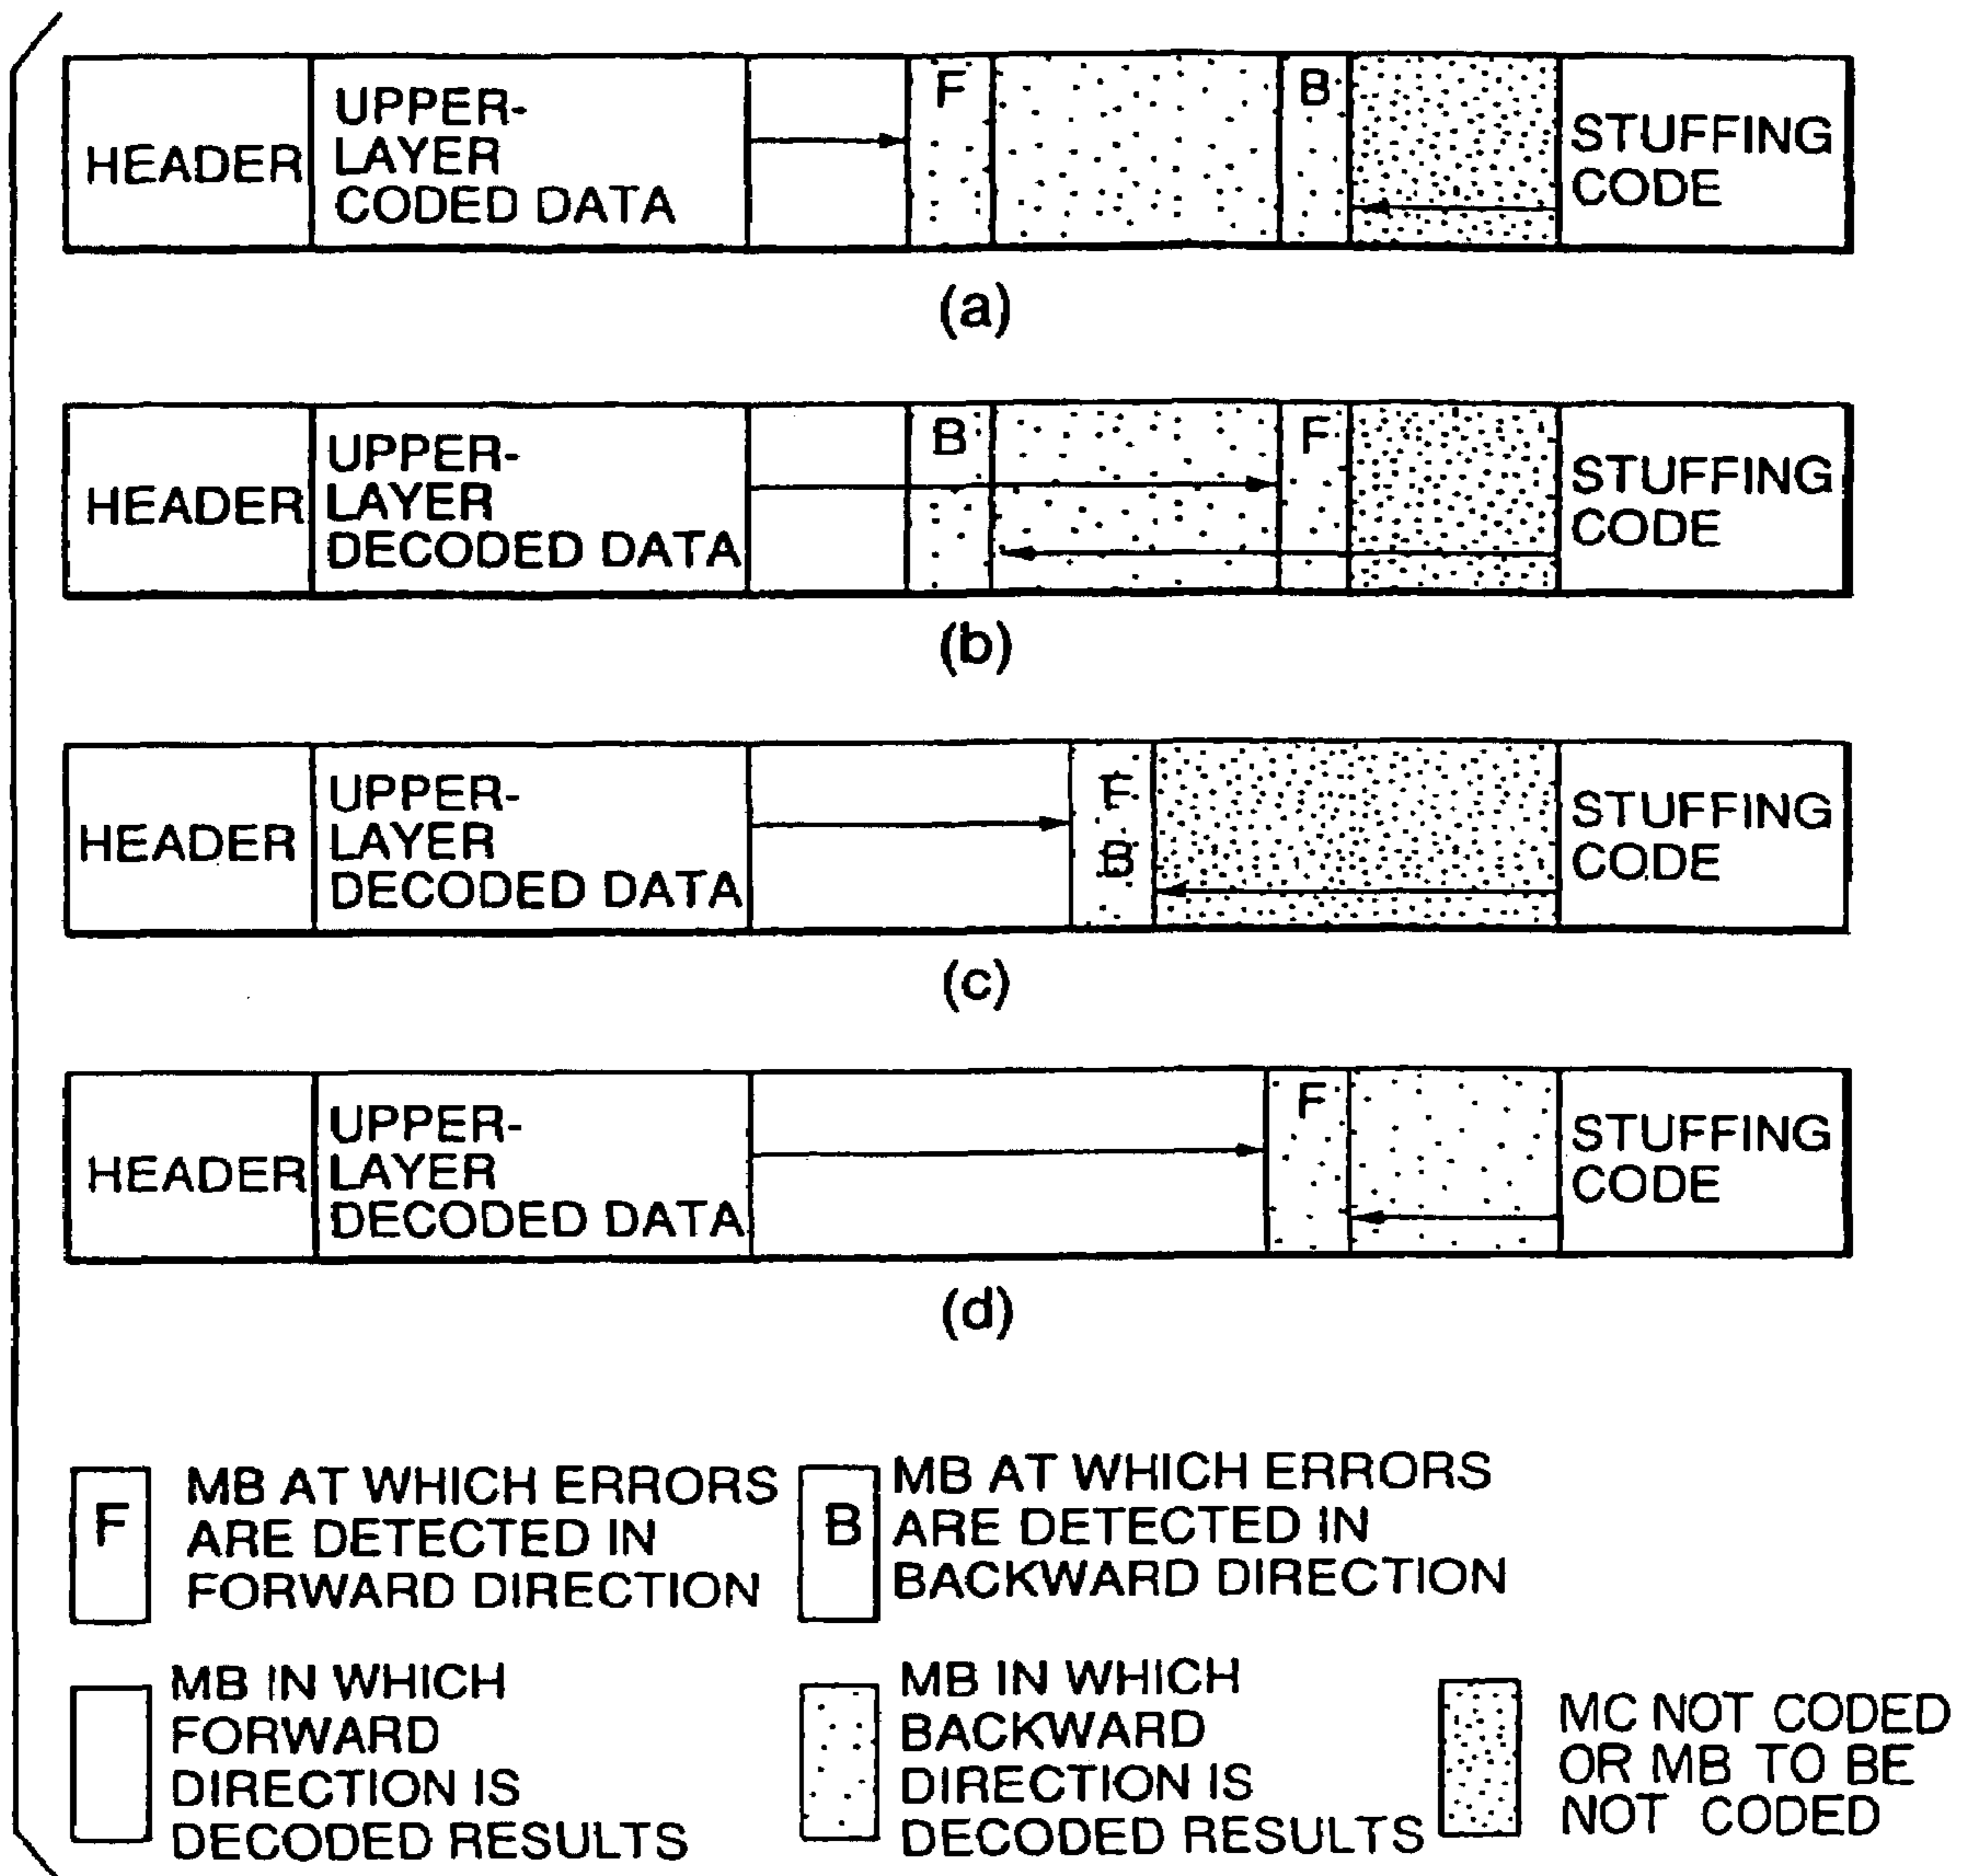 HEADER
UPPER-
LAYER
CODED DATA
F
B
STUFFING
CODE
(a)
HEADER
UPPER-
LAYER
DECODED DATA
B
F
STUFFING
CODE
(b)
HEADER
UPPER-
LAYER
DECODED DATA
F
B
STUFFING
CODE
(c)
HEADER
UPPER-
LAYER
DECODED DATA
F
STUFFING
CODE
(d)
F
MB AT WHICH ERRORS
ARE DETECTED IN
FORWARD DIRECTION
B
MB AT WHICH ERRORS
ARE DETECTED IN
BACKWARD DIRECTION
MB IN WHICH
FORWARD
DIRECTION IS
DECODED RESULTS
MB IN WHICH
BACKWARD
DIRECTION IS
DECODED RESULTS
MC NOT CODED
OR MB TO BE
NOT CODED